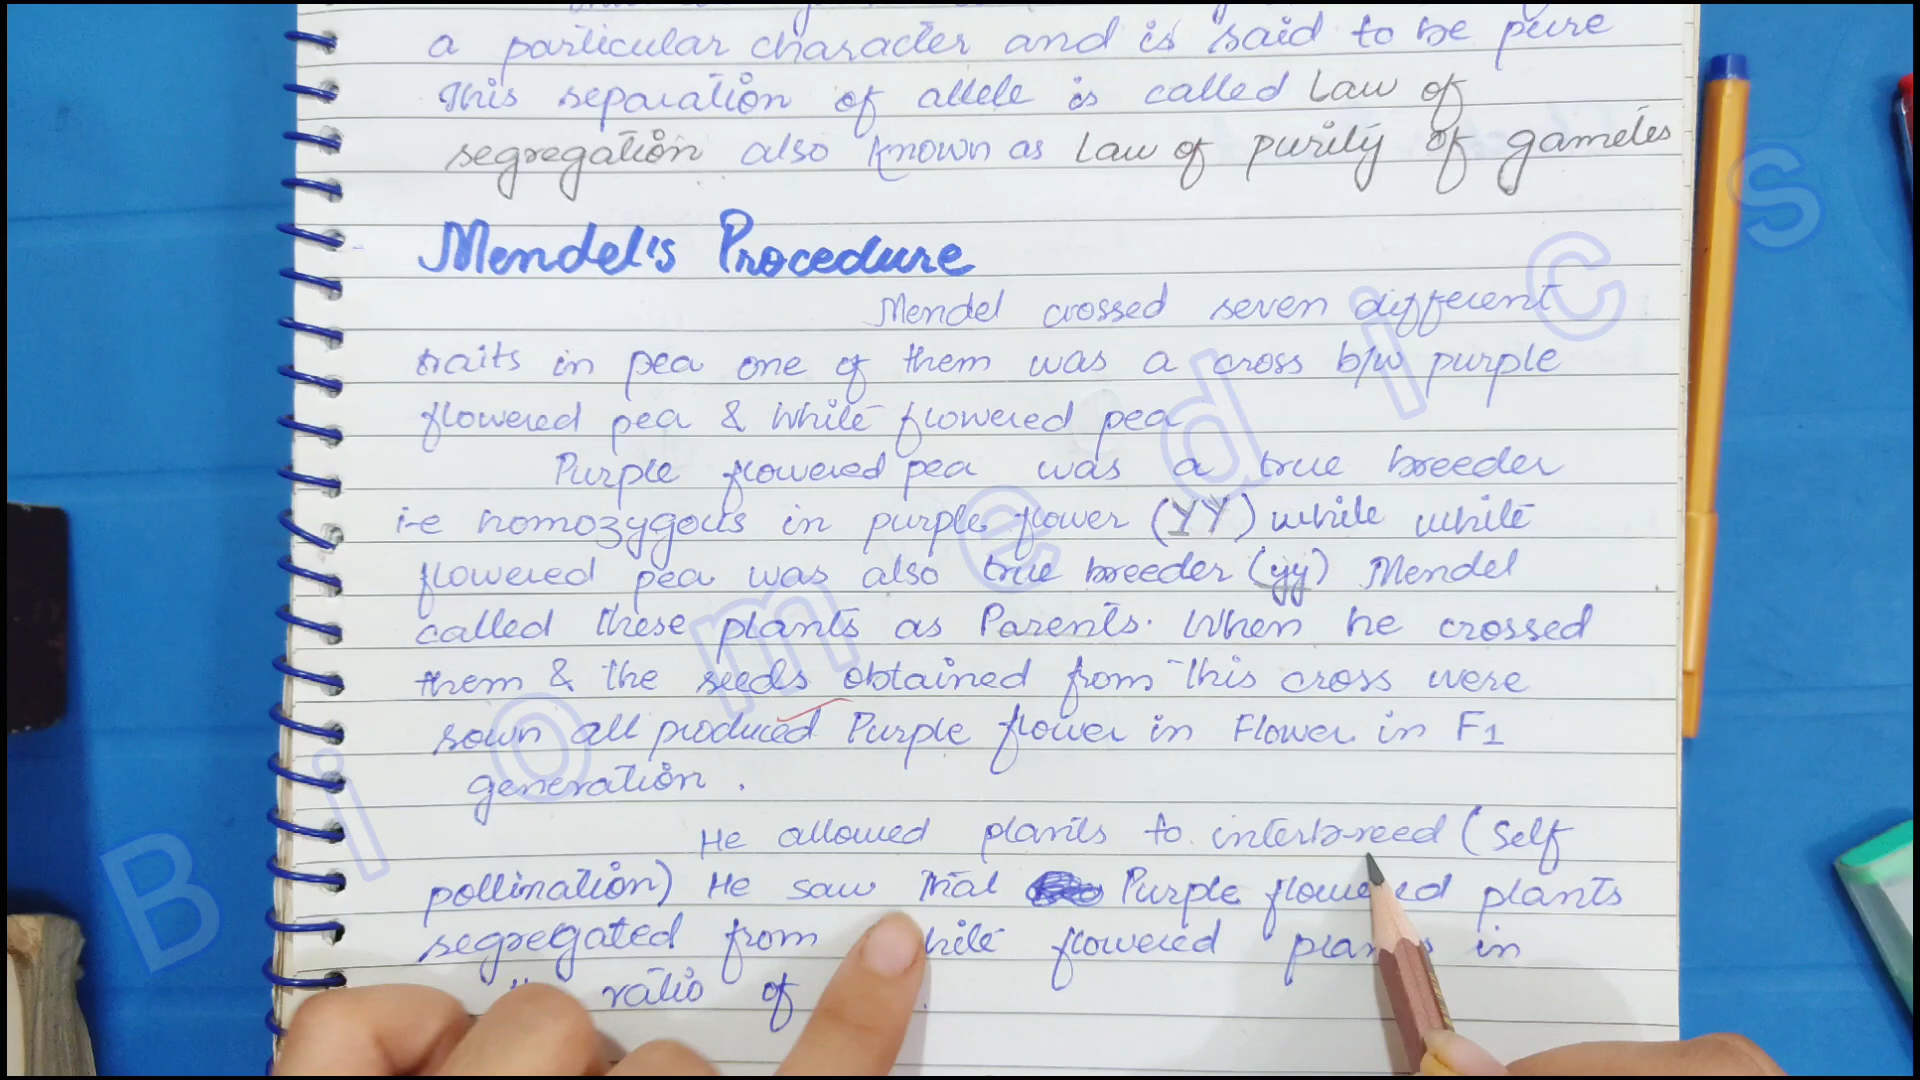 a particular character and is said to be pure
This separation of allele is called Law of
segregation also known as Law of purity of gametes
Mendel's Procedure
Mendel crossed seven different
traits in pea one of them was a cross b/w purple
flowered pea & white flowered pea
Purple flowered pea was a true breeder
i-e homozygous in purple flower (YY) while white
flowered pea was also true breeder (yy) Mendel
called these plants as Parents. When he crossed
them & the seeds obtained from this cross were
sown all produced Purple flower in Flower in F1
generation.
He allowed plants to interbreed (Self
pollination) He saw that Purple flowered plants
segregated from white flowered plants in
ratio of
Biomedics